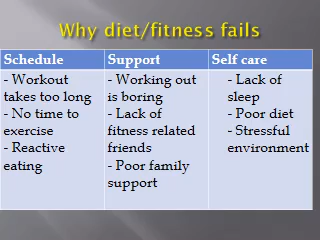 Why diet/fitness fails
Schedule
Support
Self care
- Workout
takes too long
- No time to
exercise
- Reactive
eating
- Working out
is boring
- Lack of
fitness related
friends
- Poor family
support
- Lack of
sleep
- Poor diet
- Stressful
environment